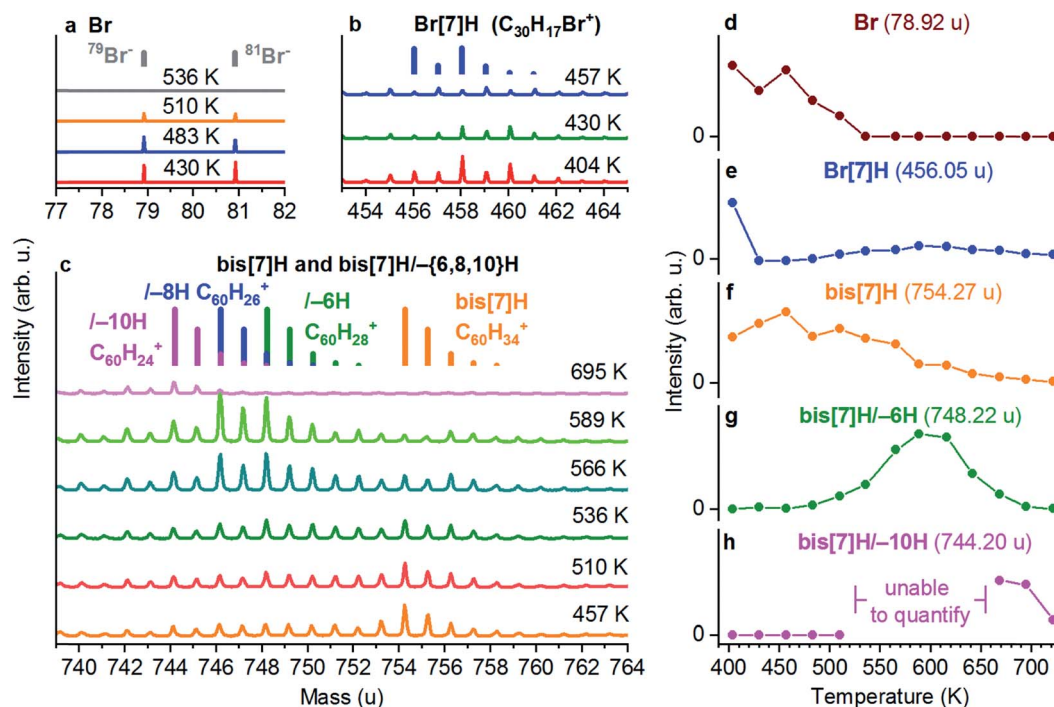 a Br
⁷⁹Br⁻
⁸¹Br⁻
536 K
510 K
483 K
430 K
77 78 79 80 81 82
b Br[7]H (C₃₀H₁₇Br⁺)
457 K
430 K
404 K
454 456 458 460 462 464
Intensity (arb. u.)
c bis[7]H and bis[7]H/–{6,8,10}H
/–8H C₆₀H₂₆⁺
/–10H
C₆₀H₂₄⁺
/–6H
C₆₀H₂₈⁺
bis[7]H
C₆₀H₃₄⁺
695 K
589 K
566 K
536 K
510 K
457 K
740 742 744 746 748 750 752 754 756 758 760 762 764
Mass (u)
Intensity (arb. u.)
d Br (78.92 u)
0
e Br[7]H (456.05 u)
0
f bis[7]H (754.27 u)
0
g bis[7]H/–6H (748.22 u)
0
h bis[7]H/–10H (744.20 u)
unable
to quantify
0
400 450 500 550 600 650 700
Temperature (K)